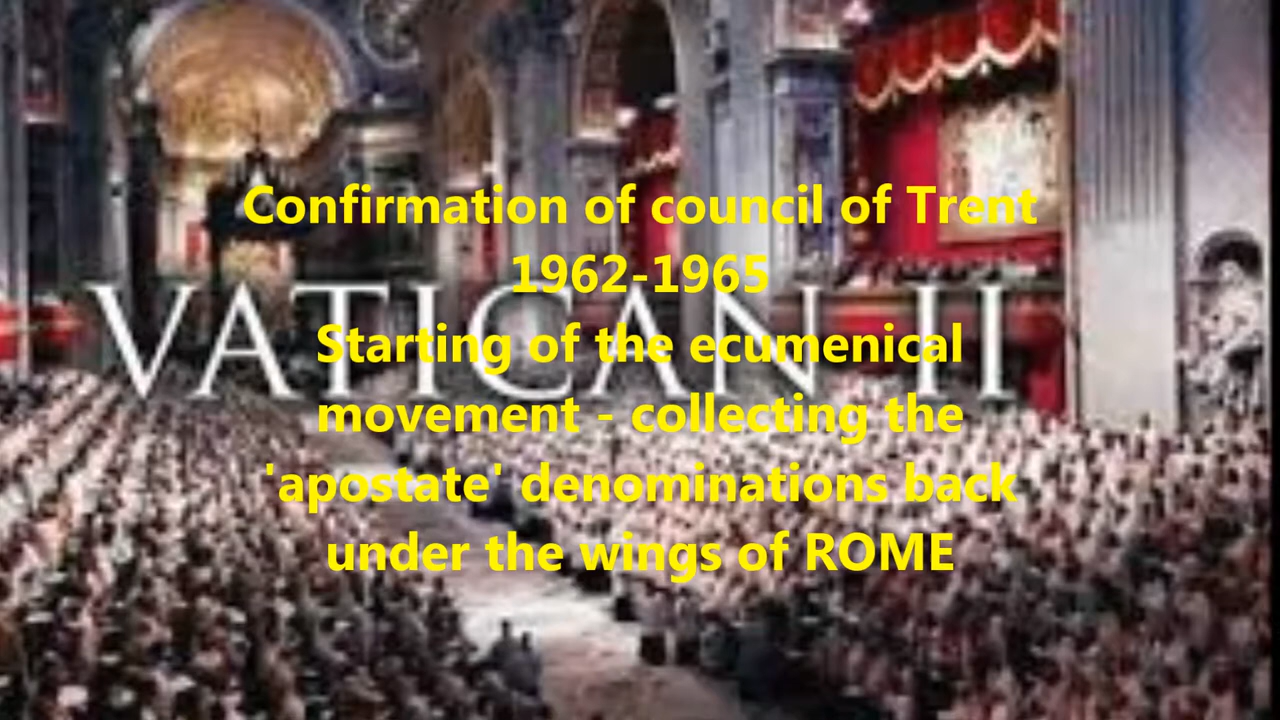 Confirmation of council of Trent
1962-1965
VATICAN II
Starting of the ecumenical
movement - collecting the
'apostate' denominations back
under the wings of ROME